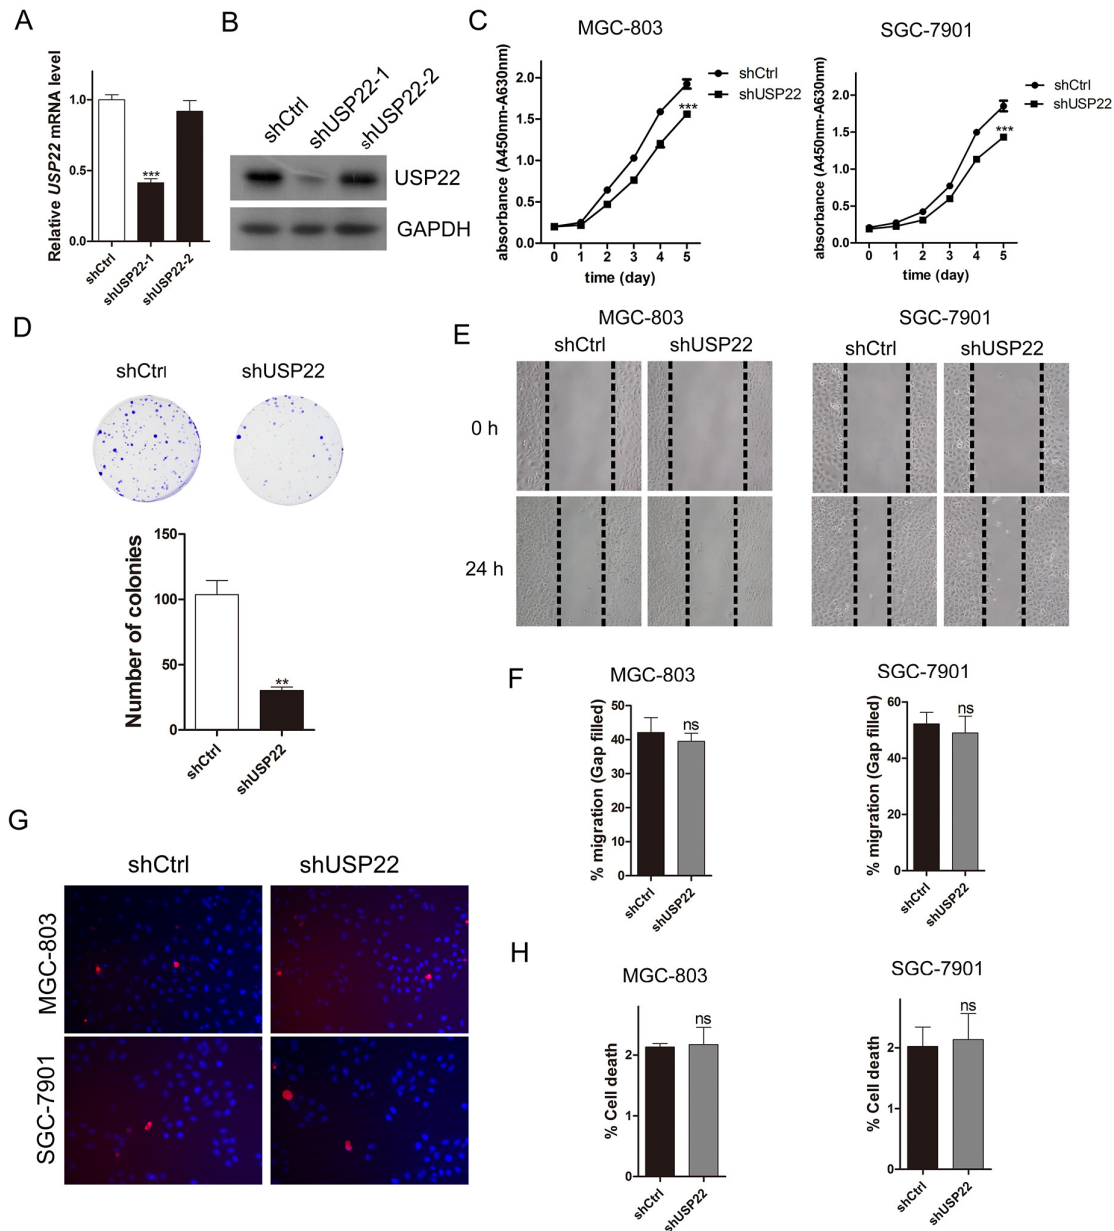 A
Relative USP22 mRNA level
1.0
0.5
0.0
***
shCtrl
shUSP22-1
shUSP22-2
B
shCtrl
shUSP22-1
shUSP22-2
USP22
GAPDH
C
MGC-803
absorbance (A450nm-A630nm)
2.0
1.5
1.0
0.5
0.0
0 1 2 3 4 5
time (day)
shCtrl
shUSP22
***
SGC-7901
absorbance (A450nm-A630nm)
2.0
1.5
1.0
0.5
0.0
0 1 2 3 4 5
time (day)
shCtrl
shUSP22
***
D
shCtrl
shUSP22
Number of colonies
150
100
50
0
**
shCtrl
shUSP22
E
MGC-803
SGC-7901
shCtrl
shUSP22
shCtrl
shUSP22
0 h
24 h
F
MGC-803
% migration (Gap filled)
50
40
30
20
10
0
ns
shCtrl
shUSP22
SGC-7901
% migration (Gap filled)
60
40
20
0
ns
shCtrl
shUSP22
G
shCtrl
shUSP22
MGC-803
SGC-7901
H
MGC-803
% Cell death
2
1
0
ns
shCtrl
shUSP22
SGC-7901
% Cell death
2
1
0
ns
shCtrl
shUSP22